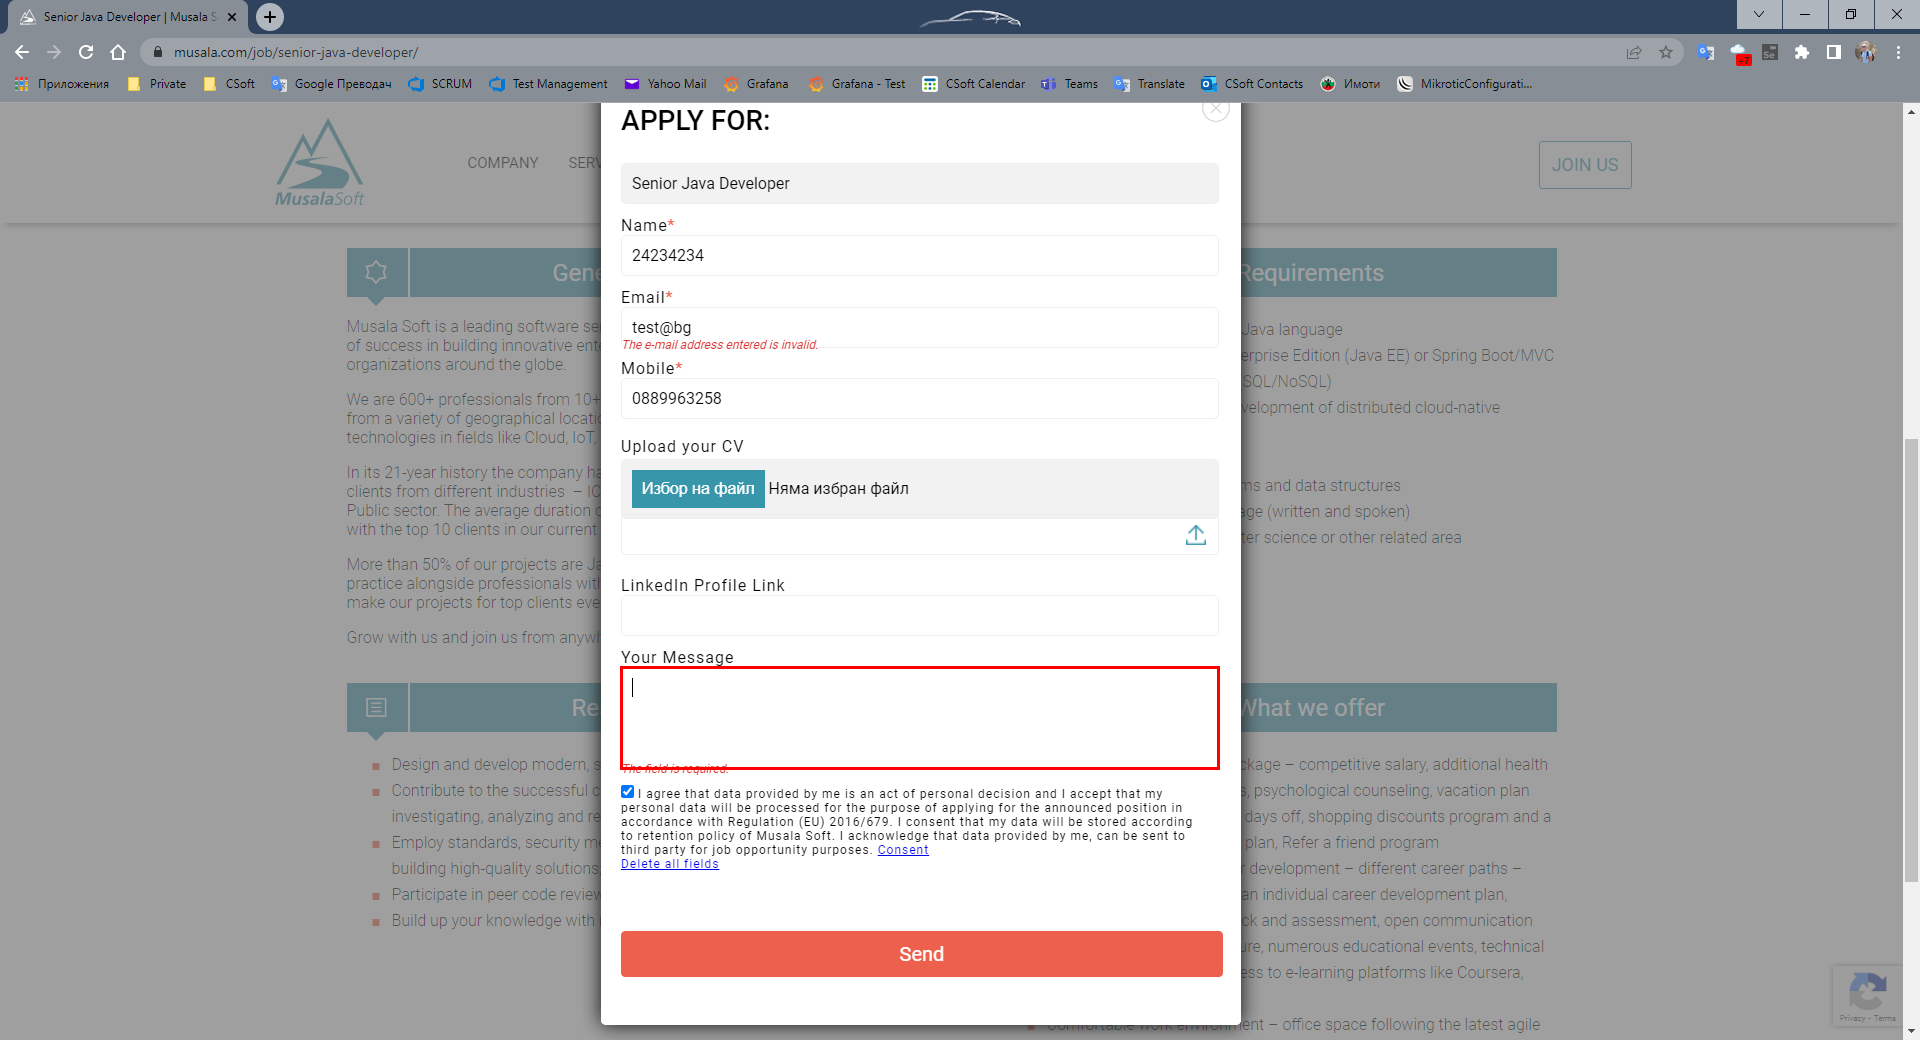 Senior Java Developer | Musala S
musala.com/job/senior-java-developer/
Приложения Private CSoft Google Преводач SCRUM Test Management Yahoo Mail Grafana Grafana - Test CSoft Calendar Teams Translate CSoft Contacts Имоти MikroticConfigurati...
MusalaSoft
COMPANY SERV
JOIN US
APPLY FOR:
Senior Java Developer
Name*
24234234
Email*
test@bg
The e-mail address entered is invalid.
Mobile*
0889963258
Upload your CV
Избор на файл Няма избран файл
LinkedIn Profile Link
Your Message
The field is required.
I agree that data provided by me is an act of personal decision and I accept that my
personal data will be processed for the purpose of applying for the announced position in
accordance with Regulation (EU) 2016/679. I consent that my data will be stored according
to retention policy of Musala Soft. I acknowledge that data provided by me, can be sent to
third party for job opportunity purposes. Consent
Delete all fields
Send
Gene
Musala Soft is a leading software se
of success in building innovative ente
organizations around the globe.
We are 600+ professionals from 10+
from a variety of geographical locatio
technologies in fields like Cloud, IoT,
In its 21-year history the company ha
clients from different industries – IC
Public sector. The average duration o
with the top 10 clients in our current
More than 50% of our projects are Ja
practice alongside professionals with
make our projects for top clients eve
Grow with us and join us from anywh
Requirements
Java language
erprise Edition (Java EE) or Spring Boot/MVC
SQL/NoSQL)
velopment of distributed cloud-native
ms and data structures
age (written and spoken)
ter science or other related area
Re
Design and develop modern, s
Contribute to the successful c
investigating, analyzing and re
Employ standards, security me
building high-quality solutions,
Participate in peer code review
Build up your knowledge with
What we offer
ckage – competitive salary, additional health
s, psychological counseling, vacation plan
days off, shopping discounts program and a
plan, Refer a friend program
r development – different career paths –
an individual career development plan,
ck and assessment, open communication
ure, numerous educational events, technical
ess to e-learning platforms like Coursera,
Comfortable work environment – office space following the latest agile
Privacy - Terms